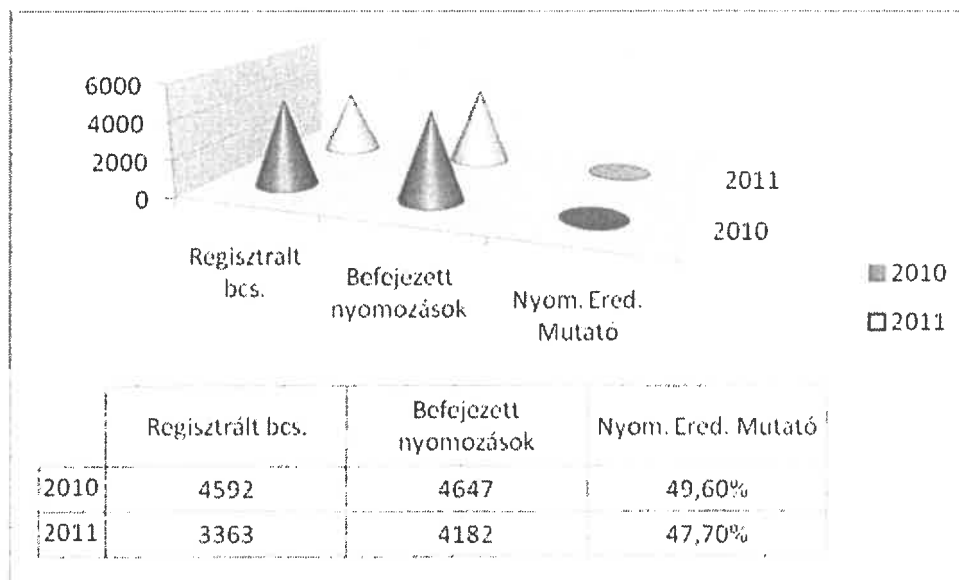 6000
4000
2000
0
2011
2010
Regisztralt
bcs.
Befejezett
nyomozások
Nyom. Ered.
Mutató
2010
2011
Regisztrált bcs. Befejezett nyomozások Nyom. Ered. Mutató
2010 4592 4647 49,60%
2011 3363 4182 47,70%